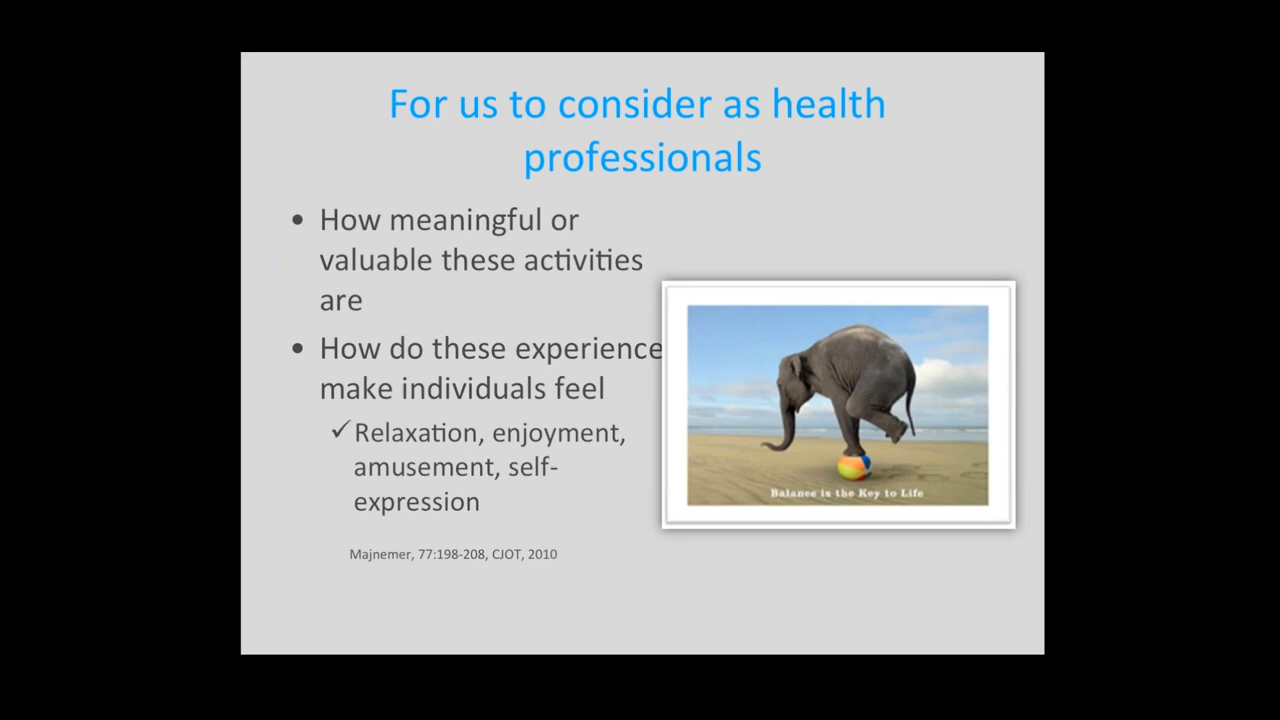 For us to consider as health
professionals
• How meaningful or
valuable these activities
are
• How do these experience
make individuals feel
✓Relaxation, enjoyment,
amusement, self-
expression
Majnemer, 77:198-208, CJOT, 2010
Balance is the Key to Life